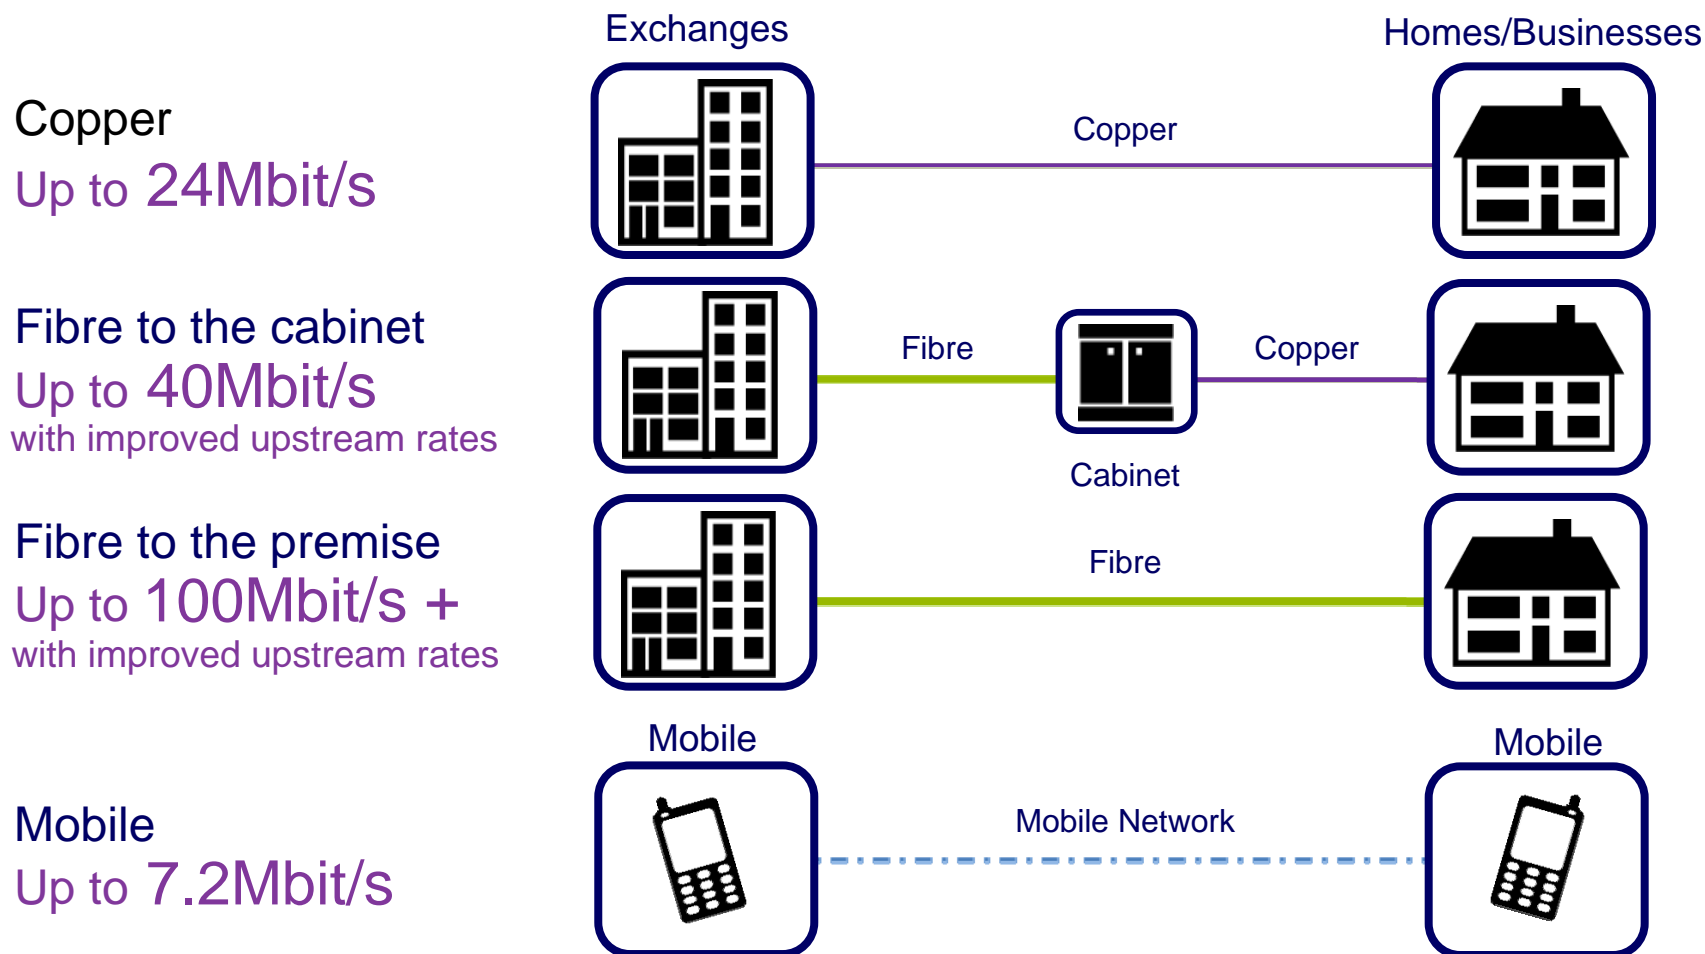 Exchanges
Homes/Businesses
Copper
Up to 24Mbit/s
Copper
Fibre to the cabinet
Up to 40Mbit/s
with improved upstream rates
Fibre
Copper
Cabinet
Fibre to the premise
Up to 100Mbit/s +
with improved upstream rates
Fibre
Mobile
Mobile
Mobile
Up to 7.2Mbit/s
Mobile Network